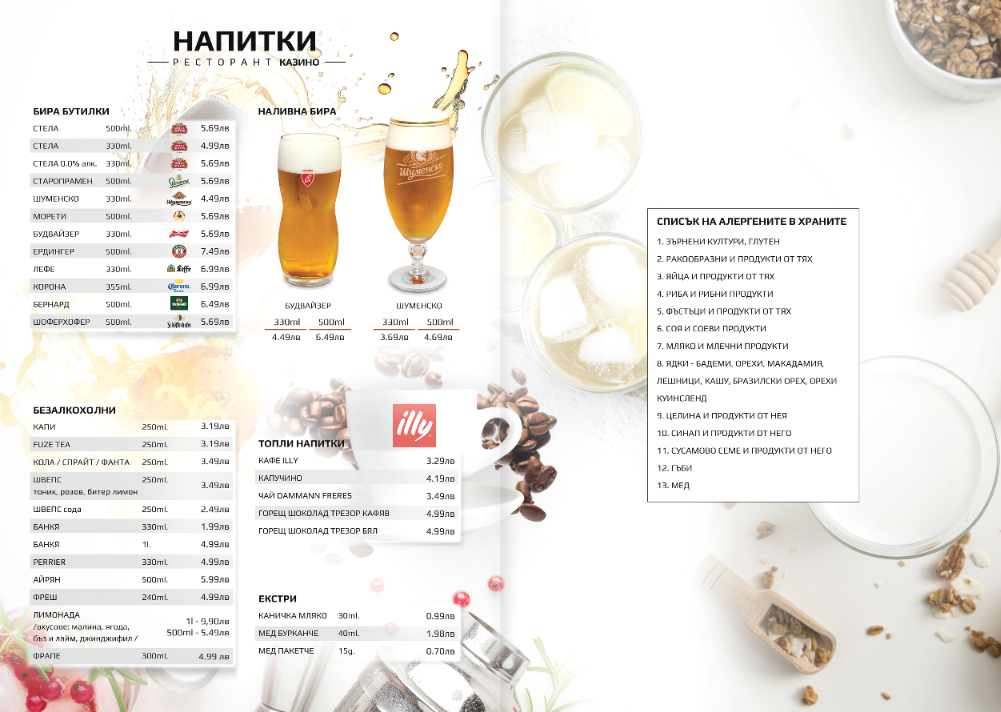 НАПИТКИ
РЕСТОРАНТ КАЗИНО
БИРА БУТИЛКИ
СТЕЛА 500ml. 5.69лв
СТЕЛА 330ml. 4.99лв
СТЕЛА 0.0% алк. 330ml. 5.69лв
СТАРОПРАМЕН 500ml. 5.69лв
ШУМЕНСКО 330ml. 4.49лв
МОРЕТИ 500ml. 5.69лв
БУДВАЙЗЕР 330ml. 5.69лв
ЕРДИНГЕР 500ml. 7.49лв
ЛЕФЕ 330ml. Leffe 6.99лв
КОРОНА 355ml. Corona 6.99лв
БЕРНАРД 500ml. 6.49лв
ШОФЕРХОФЕР 500ml. 5.69лв
НАЛИВНА БИРА
Шуменско
БУДВАЙЗЕР
330ml 500ml
4.49лв 6.49лв
ШУМЕНСКО
330ml 500ml
3.69лв 4.69лв
БЕЗАЛКОХОЛНИ
КАПИ 250ml. 3.19лв
FUZE TEA 250ml. 3.19лв
КОЛА / СПРАЙТ / ФАНТА 250ml. 3.49лв
ШВЕПС 250ml.
тоник, розов, битер лимон 3.49лв
ШВЕПС сода 250ml. 2.49лв
БАНКЯ 330ml. 1.99лв
БАНКЯ 1l. 4.99лв
PERRIER 330ml. 4.99лв
АЙРЯН 500ml. 5.99лв
ФРЕШ 240ml. 4.99лв
ЛИМОНАДА
/вкусове: малина, ягода, 1l - 9,90лв
бъз и лайм, джинджифил / 500ml - 5.49лв
ФРАПЕ 300ml. 4.99 лв
illy
ТОПЛИ НАПИТКИ
КАФЕ ILLY 3.29лв
КАПУЧИНО 4.19лв
ЧАЙ DAMMANN FRERES 3.49лв
ГОРЕЩ ШОКОЛАД ТРЕЗОР КАФЯВ 4.99лв
ГОРЕЩ ШОКОЛАД ТРЕЗОР БЯЛ 4.99лв
ЕКСТРИ
КАНИЧКА МЛЯКО 30ml. 0.99лв
МЕД БУРКАНЧЕ 40ml. 1.98лв
МЕД ПАКЕТЧЕ 15g. 0.70лв
СПИСЪК НА АЛЕРГЕНИТЕ В ХРАНИТЕ
1. ЗЪРНЕНИ КУЛТУРИ, ГЛУТЕН
2. РАКООБРАЗНИ И ПРОДУКТИ ОТ ТЯХ
3. ЯЙЦА И ПРОДУКТИ ОТ ТЯХ
4. РИБА И РИБНИ ПРОДУКТИ
5. ФЪСТЪЦИ И ПРОДУКТИ ОТ ТЯХ
6. СОЯ И СОЕВИ ПРОДУКТИ
7. МЛЯКО И МЛЕЧНИ ПРОДУКТИ
8. ЯДКИ - БАДЕМИ, ОРЕХИ, МАКАДАМИЯ,
ЛЕШНИЦИ, КАШУ, БРАЗИЛСКИ ОРЕХ, ОРЕХИ
КУИНСЛЕНД
9. ЦЕЛИНА И ПРОДУКТИ ОТ НЕЯ
10. СИНАП И ПРОДУКТИ ОТ НЕГО
11. СУСАМОВО СЕМЕ И ПРОДУКТИ ОТ НЕГО
12. ГЪБИ
13. МЕД